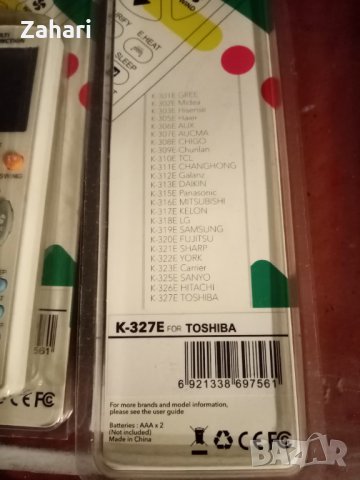 Zahari
WIND
E.HEAT
SLEEP
K-301E GREE
K-302E Midea
K-303E Hisense
K-305E Haier
K-306E AUX
K-307E AUCMA
K-308E CHIGO
K-309E Chunlan
K-310E TCL
K-311E CHANGHONG
K-312E Galanz
K-313E DAIKIN
K-315E Panasonic
K-316E MITSUBISHI
K-317E KELON
K-318E LG
K-319E SAMSUNG
K-320E FUJITSU
K-321E SHARP
K-322E YORK
K-323E Carrier
K-325E SANYO
K-326E HITACHI
K-327E TOSHIBA
K-327E FOR TOSHIBA
6 921338 697561
For more brands and model information,
please see the user guide
Batteries : AAA x 2
(Not included)
Made in China
CE FC
bazar